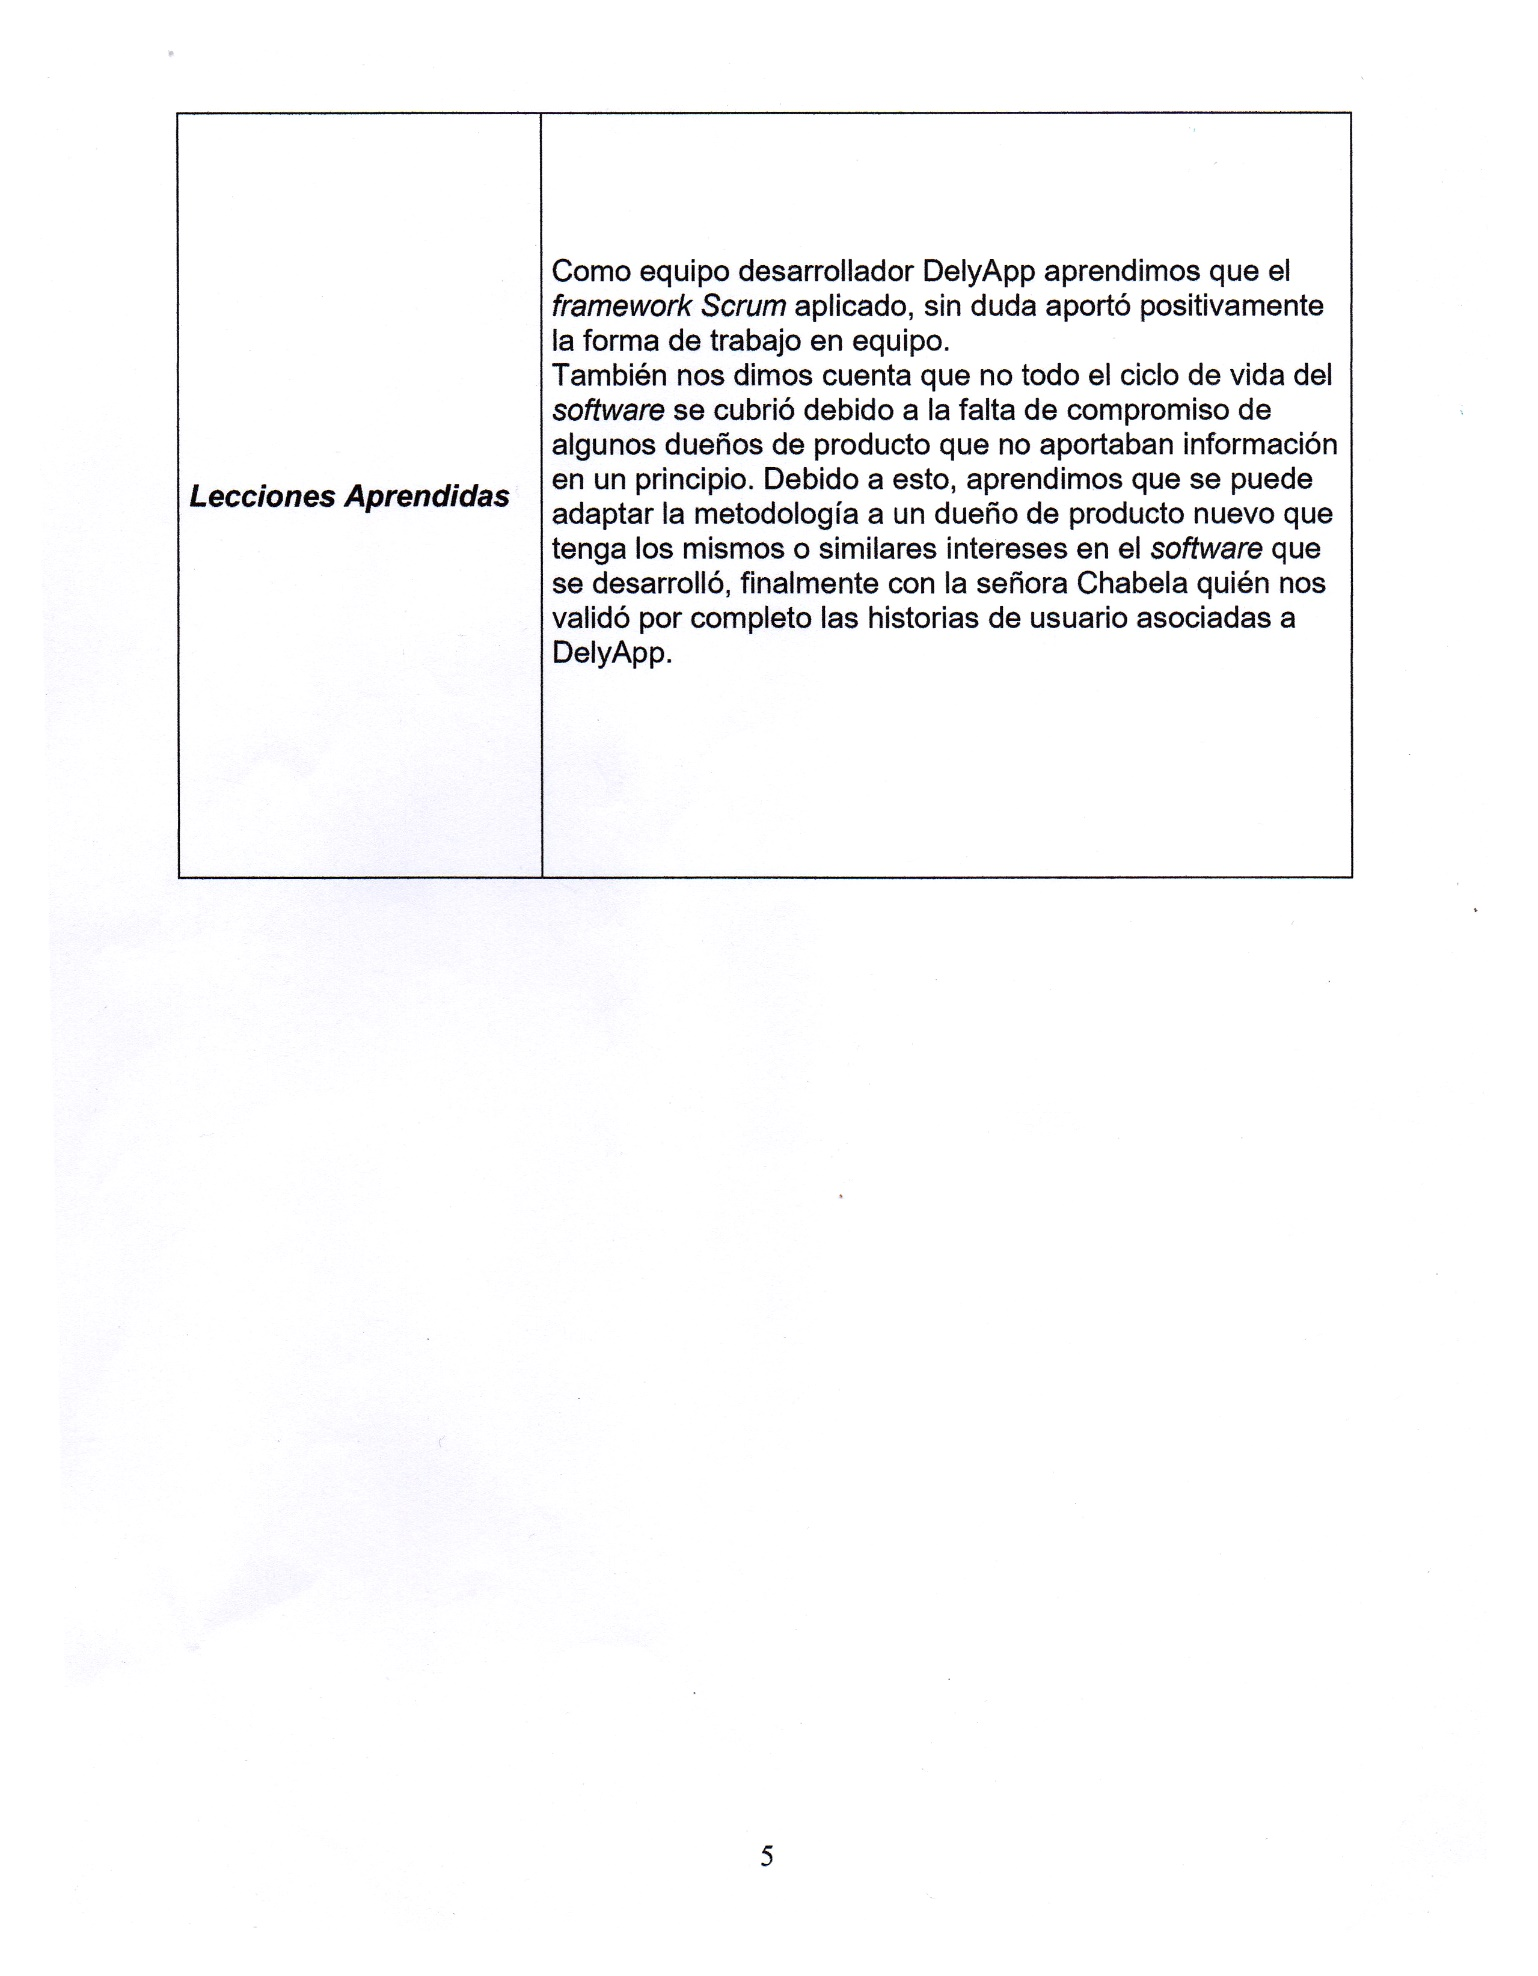 Lecciones Aprendidas
Como equipo desarrollador DelyApp aprendimos que el
framework Scrum aplicado, sin duda aportó positivamente
la forma de trabajo en equipo.
También nos dimos cuenta que no todo el ciclo de vida del
software se cubrió debido a la falta de compromiso de
algunos dueños de producto que no aportaban información
en un principio. Debido a esto, aprendimos que se puede
adaptar la metodología a un dueño de producto nuevo que
tenga los mismos o similares intereses en el software que
se desarrolló, finalmente con la señora Chabela quién nos
validó por completo las historias de usuario asociadas a
DelyApp.
5